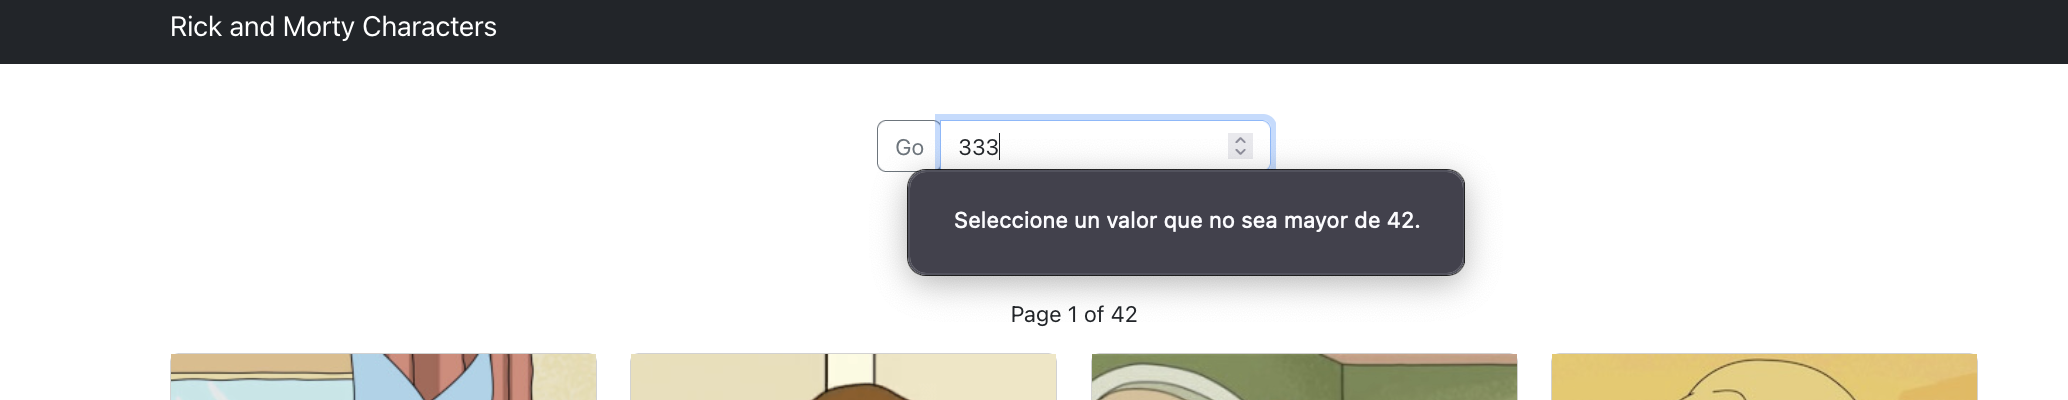 Rick and Morty Characters
Go
333
Seleccione un valor que no sea mayor de 42.
Page 1 of 42